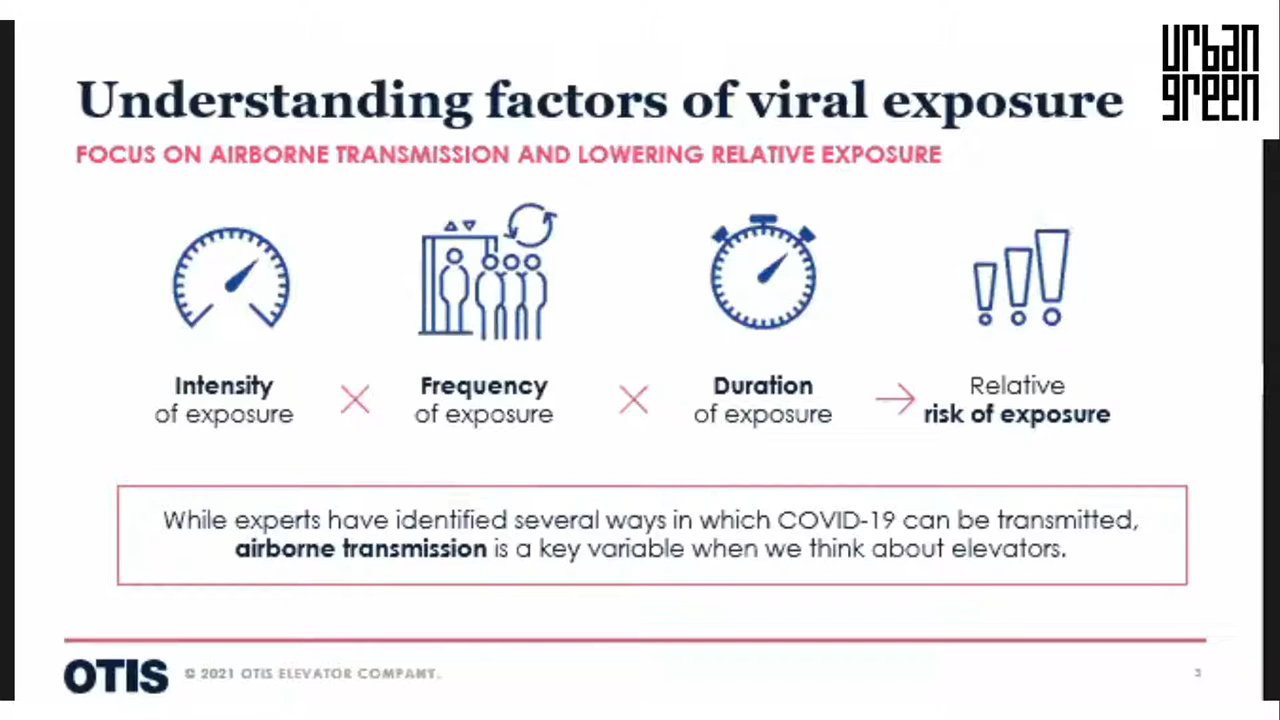 urban
green
Understanding factors of viral exposure
FOCUS ON AIRBORNE TRANSMISSION AND LOWERING RELATIVE EXPOSURE
Intensity
of exposure
Frequency
of exposure
Duration
of exposure
Relative
risk of exposure
While experts have identified several ways in which COVID-19 can be transmitted,
airborne transmission is a key variable when we think about elevators.
OTIS © 2021 OTIS ELEVATOR COMPANY. 3